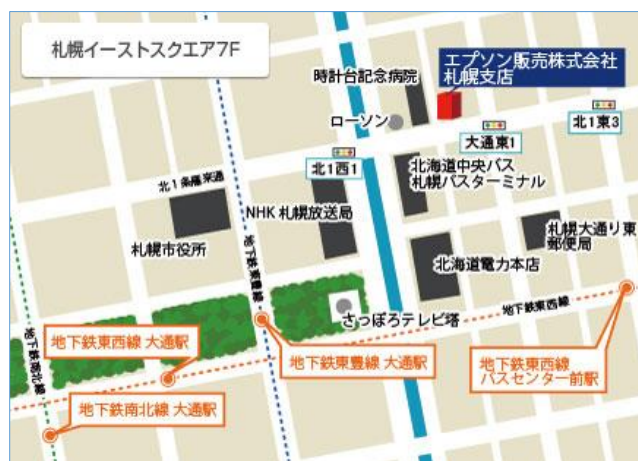 札幌イーストスクエア7F
エプソン販売株式会社
札幌支店
時計台記念病院
ローソン
北1東3
大通東1
北1西1
北海道中央バス
札幌バスターミナル
北1条雁来通
NHK 札幌放送局
札幌市役所
札幌大通り東
郵便局
北海道電力本店
地下鉄東豊線
さっぽろテレビ塔
地下鉄東西線
地下鉄南北線
地下鉄東西線 大通駅
地下鉄東豊線 大通駅
地下鉄東西線
バスセンター前駅
地下鉄南北線 大通駅